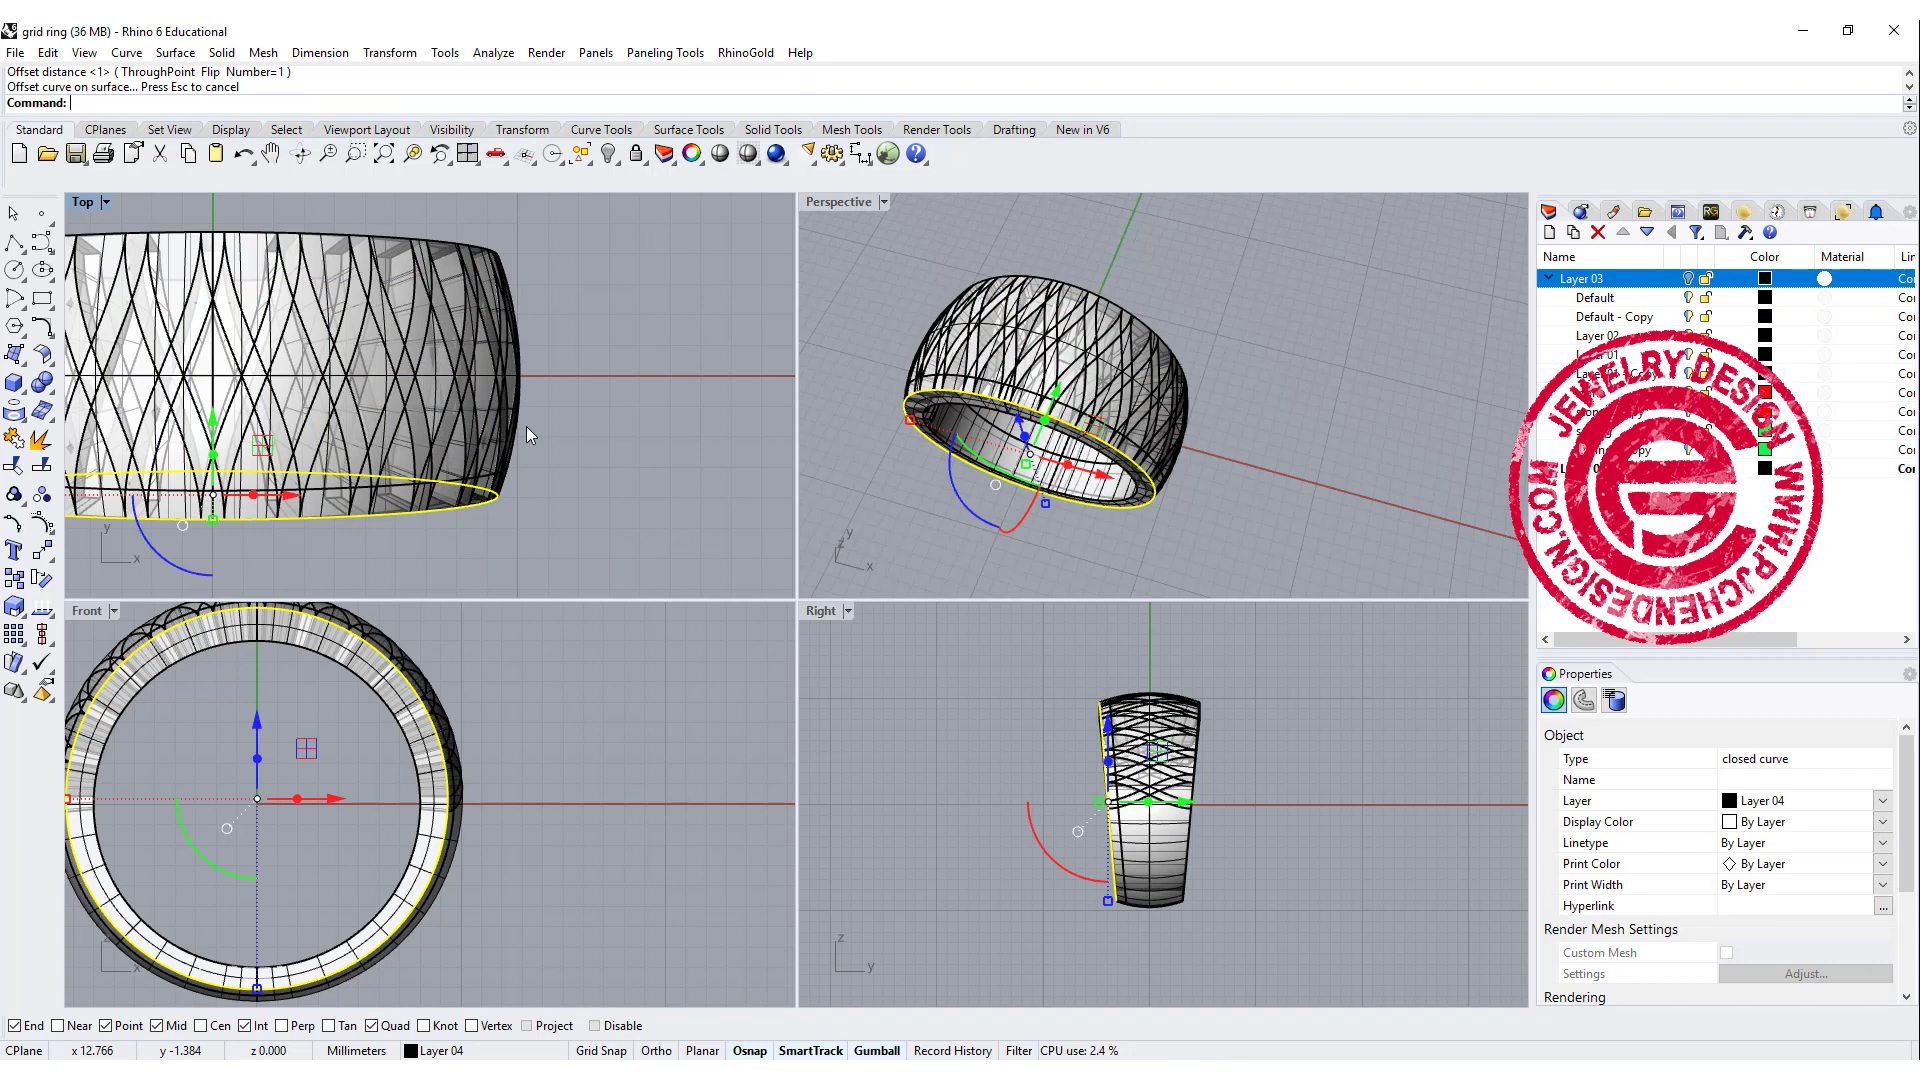 grid ring (36 MB) - Rhino 6 Educational
File Edit View Curve Surface Solid Mesh Dimension Transform Tools Analyze Render Panels Paneling Tools RhinoGold Help
Offset distance <1> ( ThroughPoint Flip Number=1 )
Offset curve on surface... Press Esc to cancel
Command:
Standard CPlanes Set View Display Select Viewport Layout Visibility Transform Curve Tools Surface Tools Solid Tools Mesh Tools Render Tools Drafting New in V6
Top
Perspective
Front
Right
y
x
z
y
x
z
x
z
y
RG
Name Color Material Lin
Layer 03 Co
Default Co
Default - Copy Co
Layer 02 Co
Co
JEWELRY DESIGN WWW.PJCHENDESIGN.COM
Properties
Object
Type closed curve
Name
Layer Layer 04
Display Color By Layer
Linetype By Layer
Print Color By Layer
Print Width By Layer
Hyperlink ...
Render Mesh Settings
Custom Mesh
Settings Adjust...
Rendering
End Near Point Mid Cen Int Perp Tan Quad Knot Vertex Project Disable
CPlane x 12.766 y -1.384 z 0.000 Millimeters Layer 04 Grid Snap Ortho Planar Osnap SmartTrack Gumball Record History Filter CPU use: 2.4 %